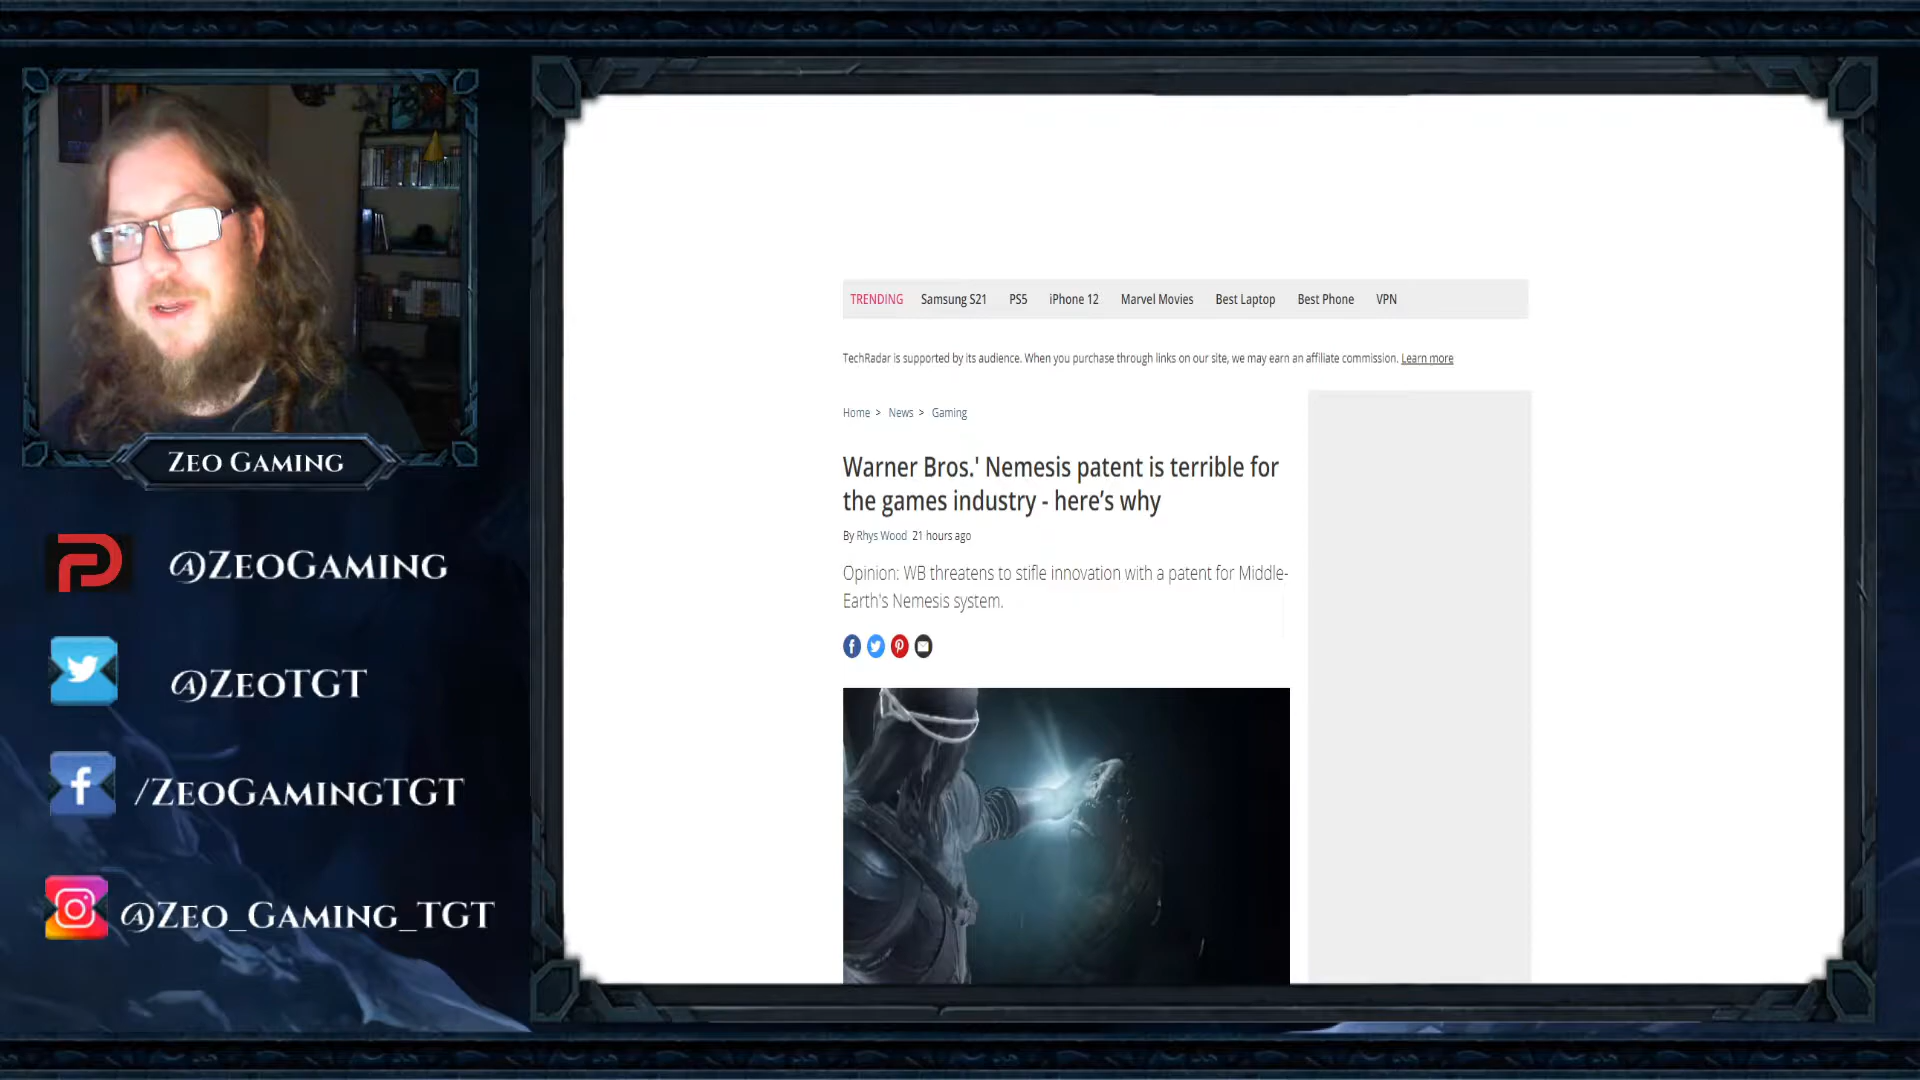 Zeo Gaming
@ZeoGaming
@ZeoTGT
/ZeoGamingTGT
@Zeo_Gaming_TGT
TRENDING Samsung S21 PS5 iPhone 12 Marvel Movies Best Laptop Best Phone VPN
TechRadar is supported by its audience. When you purchase through links on our site, we may earn an affiliate commission. Learn more
Home > News > Gaming
Warner Bros.' Nemesis patent is terrible for
the games industry - here’s why
By Rhys Wood 21 hours ago
Opinion: WB threatens to stifle innovation with a patent for Middle-
Earth's Nemesis system.